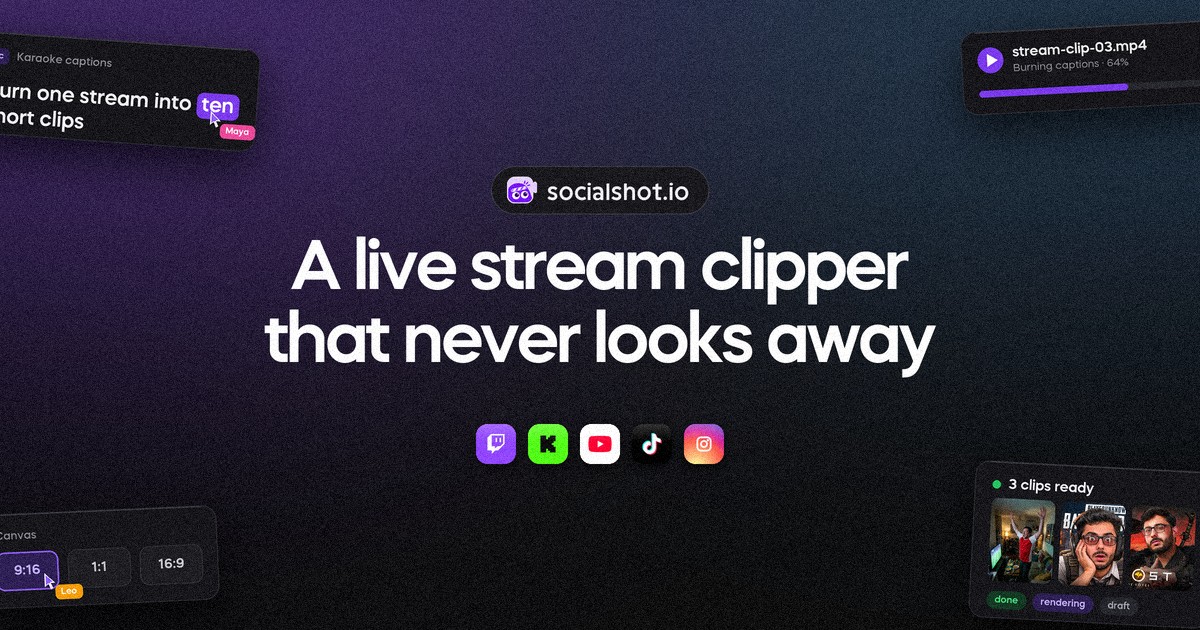 Karaoke captions
urn one stream into ten
hort clips
Maya
stream-clip-03.mp4
Burning captions · 64%
socialshot.io
A live stream clipper
that never looks away
Canvas
9:16
1:1
16:9
Leo
3 clips ready
done
rendering
draft